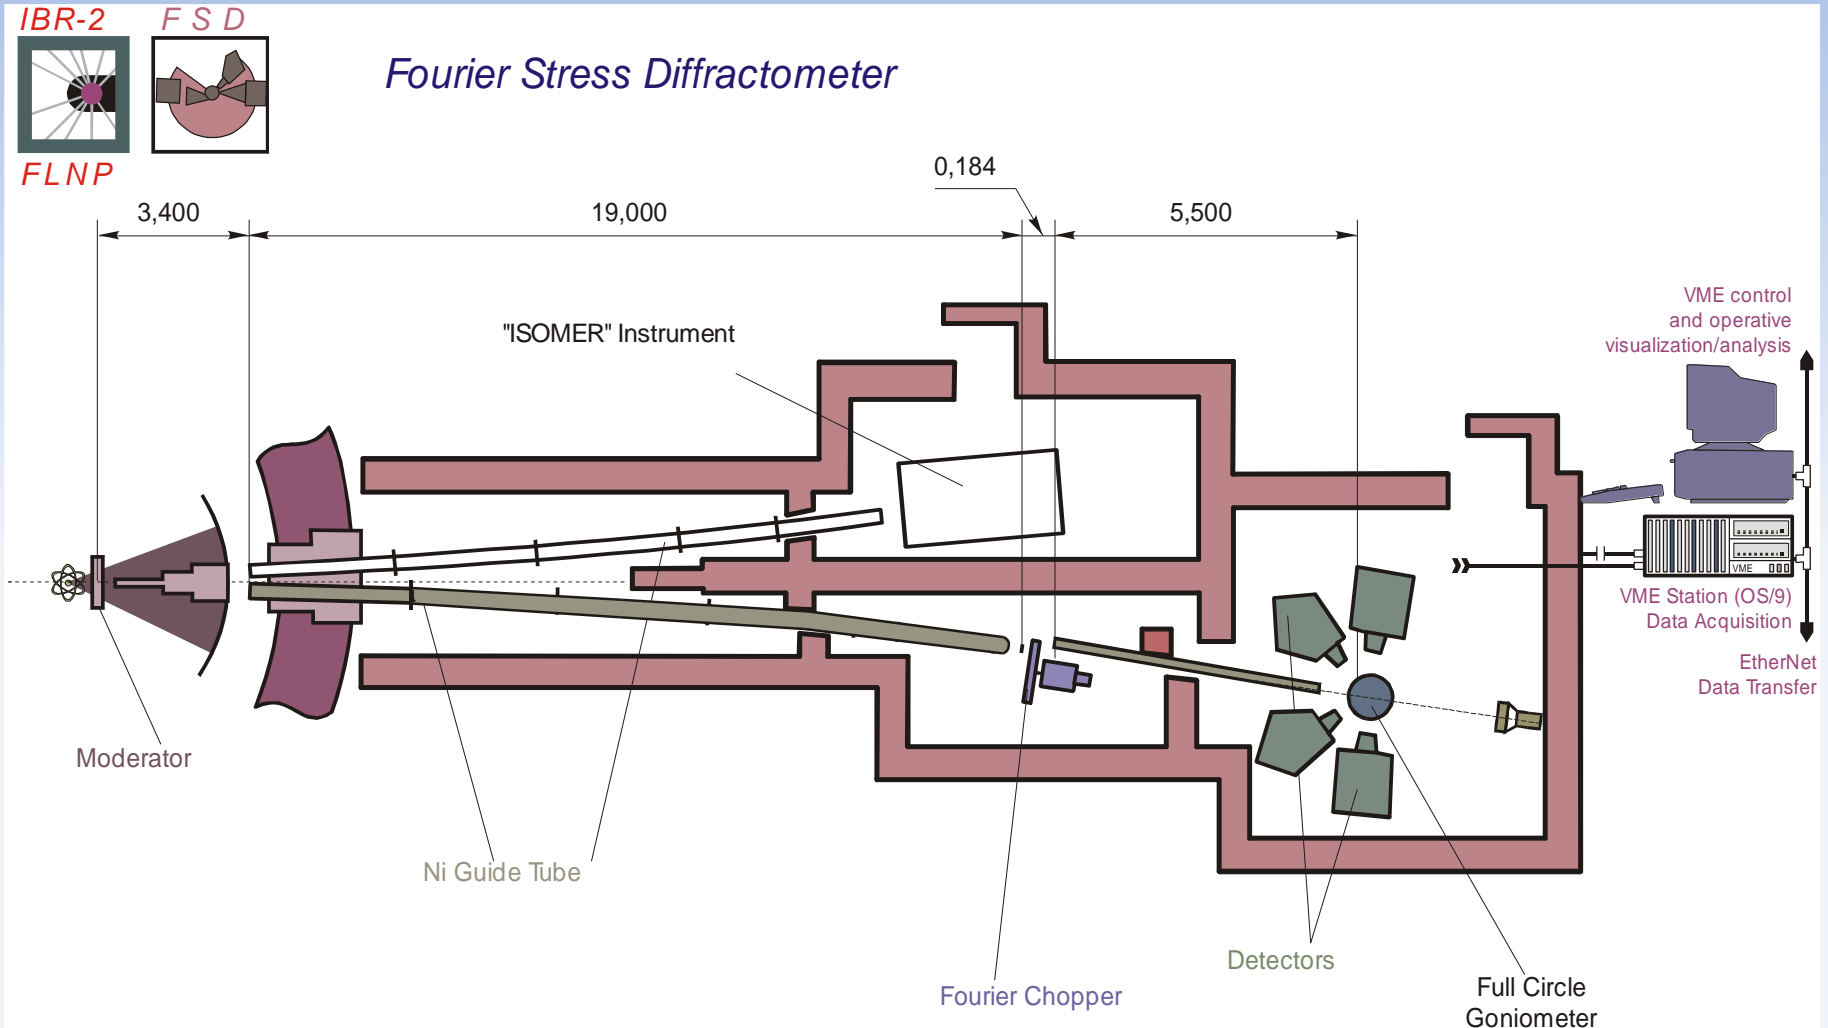 IBR-2
F S D
FLNP
Fourier Stress Diffractometer
0,184
3,400
19,000
5,500
"ISOMER" Instrument
VME control
and operative
visualization/analysis
VME
VME Station (OS/9)
Data Acquisition
EtherNet
Data Transfer
Moderator
Ni Guide Tube
Detectors
Fourier Chopper
Full Circle
Goniometer